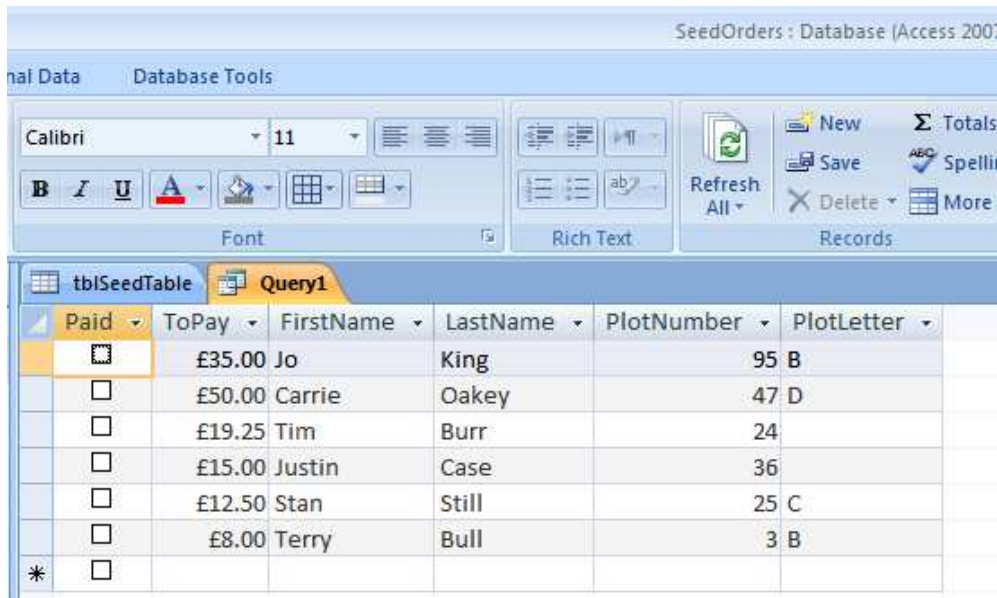 SeedOrders : Database (Access 2007
nal Data Database Tools
Calibri 11 New Σ Totals
B I U A ab Refresh All Save ABC Spellin
Delete More
Font Rich Text Records
tblSeedTable Query1
Paid ToPay FirstName LastName PlotNumber PlotLetter
£35.00 Jo King 95 B
£50.00 Carrie Oakey 47 D
£19.25 Tim Burr 24
£15.00 Justin Case 36
£12.50 Stan Still 25 C
£8.00 Terry Bull 3 B